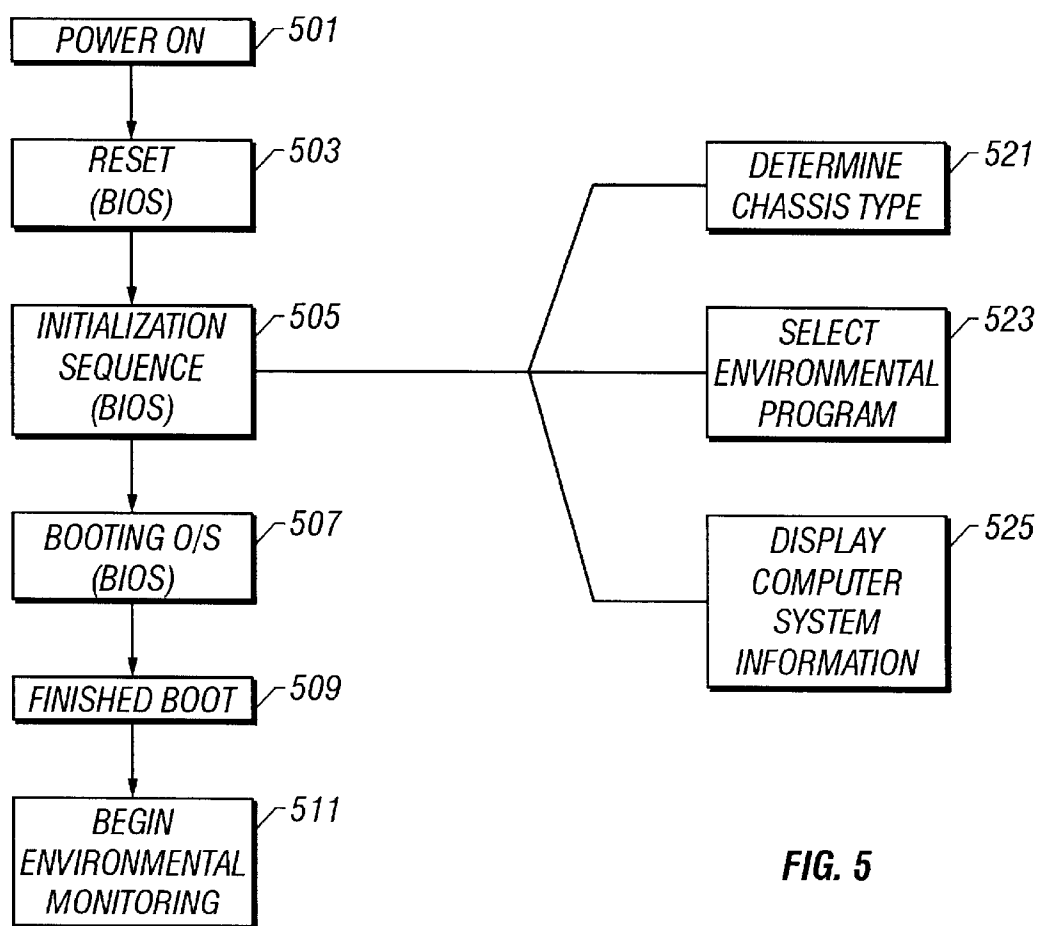 POWER ON
501
RESET
(BIOS)
503
INITIALIZATION
SEQUENCE
(BIOS)
505
BOOTING O/S
(BIOS)
507
FINISHED BOOT
509
BEGIN
ENVIRONMENTAL
MONITORING
511
DETERMINE
CHASSIS TYPE
521
SELECT
ENVIRONMENTAL
PROGRAM
523
DISPLAY
COMPUTER
SYSTEM
INFORMATION
525
FIG. 5